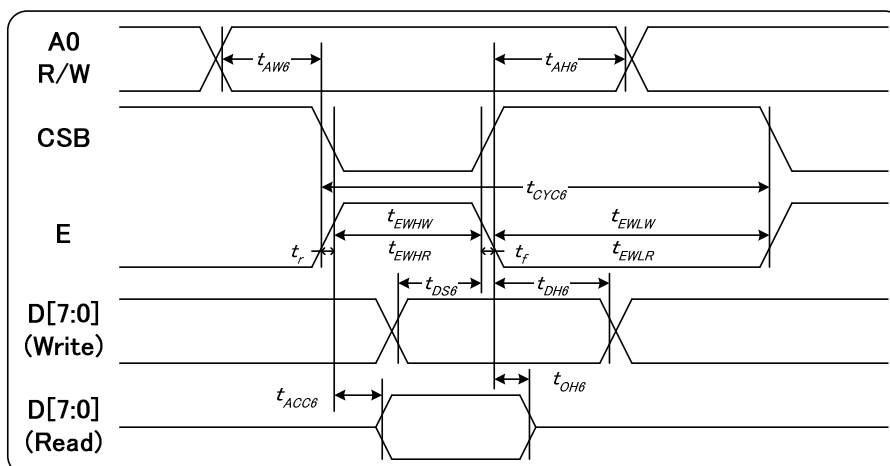 A0
R/W
tAW6
tAH6
CSB
tCYC6
E
tEWHW
tEWLW
tr
tEWHR
tf
tEWLR
tDS6
tDH6
D[7:0]
(Write)
tACC6
tOH6
D[7:0]
(Read)